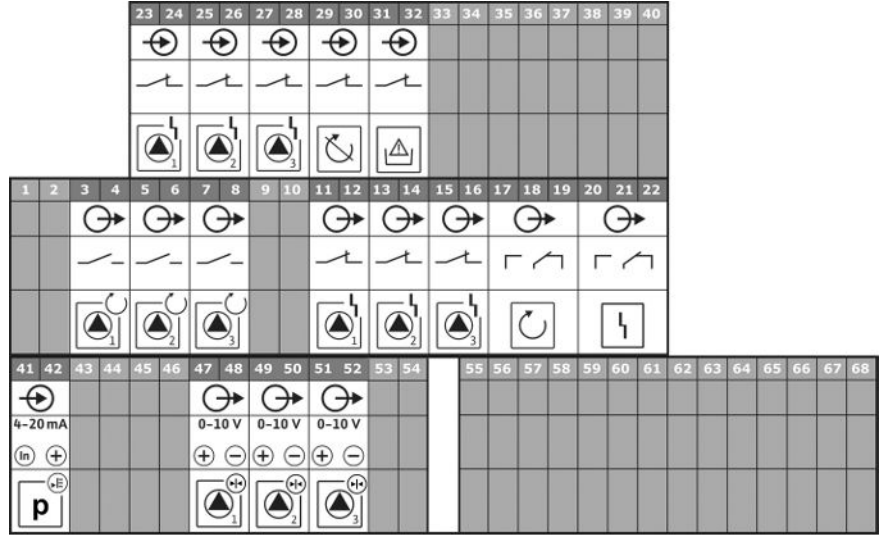 23 24 25 26 27 28 29 30 31 32 33 34 35 36 37 38 39 40
1 2 3
1 2 3 4 5 6 7 8 9 10 11 12 13 14 15 16 17 18 19 20 21 22
1 2 3 1 2 3
41 42 43 44 45 46 47 48 49 50 51 52 53 54 55 56 57 58 59 60 61 62 63 64 65 66 67 68
4-20 mA 0-10 V 0-10 V 0-10 V
In + + - + - + -
p 1 2 3